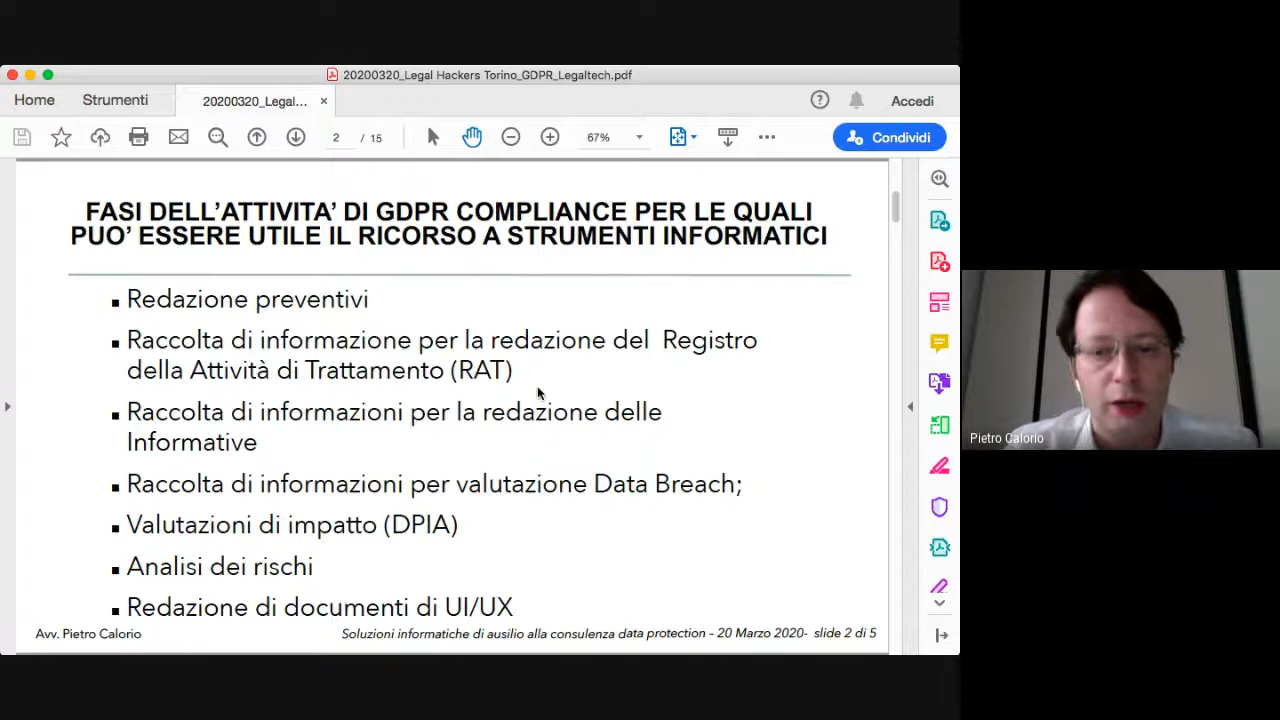 20200320_Legal Hackers Torino_GDPR_Legaltech.pdf
Home Strumenti 20200320_Legal... × Accedi
2 / 15 67% Condividi
FASI DELL’ATTIVITA’ DI GDPR COMPLIANCE PER LE QUALI
PUO’ ESSERE UTILE IL RICORSO A STRUMENTI INFORMATICI
▪ Redazione preventivi
▪ Raccolta di informazione per la redazione del Registro
della Attività di Trattamento (RAT)
▪ Raccolta di informazioni per la redazione delle
Informative
▪ Raccolta di informazioni per valutazione Data Breach;
▪ Valutazioni di impatto (DPIA)
▪ Analisi dei rischi
▪ Redazione di documenti di UI/UX
Avv. Pietro Calorio Soluzioni informatiche di ausilio alla consulenza data protection – 20 Marzo 2020- slide 2 di 5
Pietro Calorio